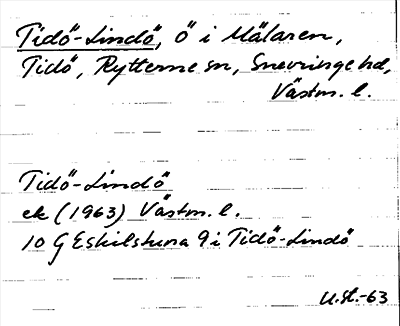 Tidö-Lindö, ö i Mälaren,
Tidö, Rytterne sn, Snevringe hd,
Västm. l.
Tidö-Lindö
ek (1963) Västm. l.
10 G Eskilstuna 9 i Tidö-Lindö
U.St.-63